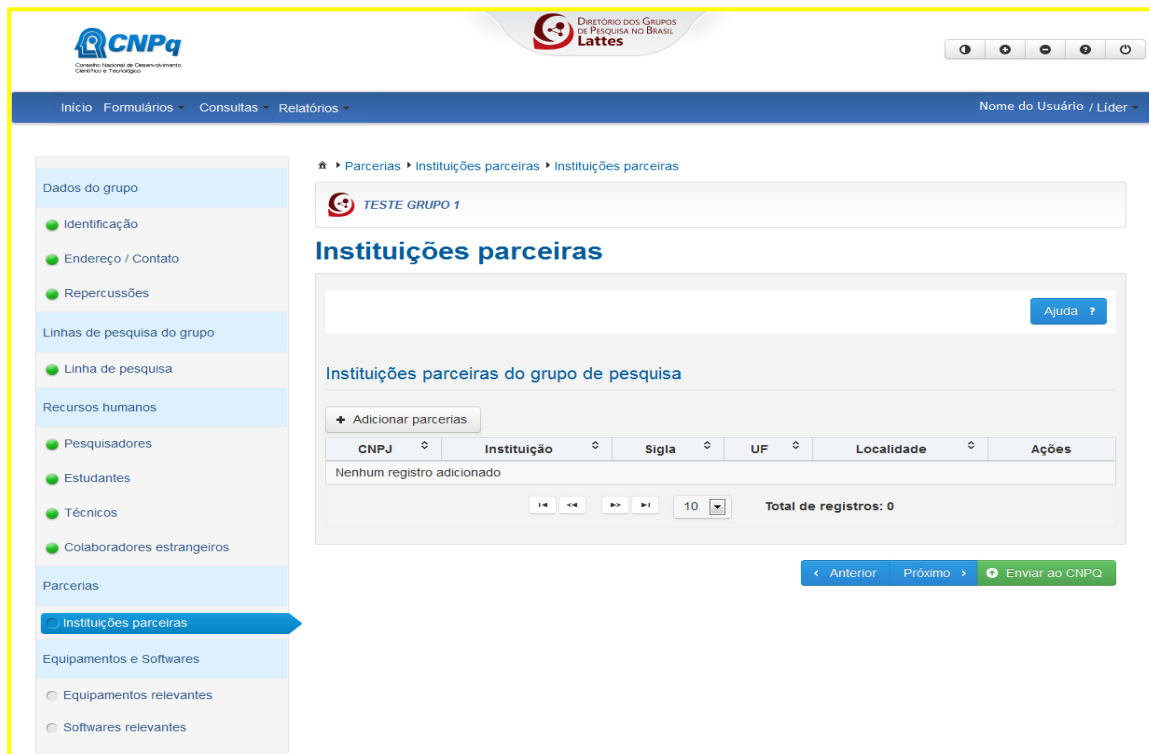 CNPq
Conselho Nacional de Desenvolvimento
Científico e Tecnológico
DIRETÓRIO DOS GRUPOS
DE PESQUISA NO BRASIL
Lattes
Início Formulários Consultas Relatórios
Nome do Usuário / Líder
Dados do grupo
Identificação
Endereço / Contato
Repercussões
Linhas de pesquisa do grupo
Linha de pesquisa
Recursos humanos
Pesquisadores
Estudantes
Técnicos
Colaboradores estrangeiros
Parcerias
Instituições parceiras
Equipamentos e Softwares
Equipamentos relevantes
Softwares relevantes
Parcerias Instituições parceiras Instituições parceiras
TESTE GRUPO 1
Instituições parceiras
Ajuda ?
Instituições parceiras do grupo de pesquisa
+ Adicionar parcerias
CNPJ Instituição Sigla UF Localidade Ações
Nenhum registro adicionado
10 Total de registros: 0
Anterior Próximo Enviar ao CNPQ